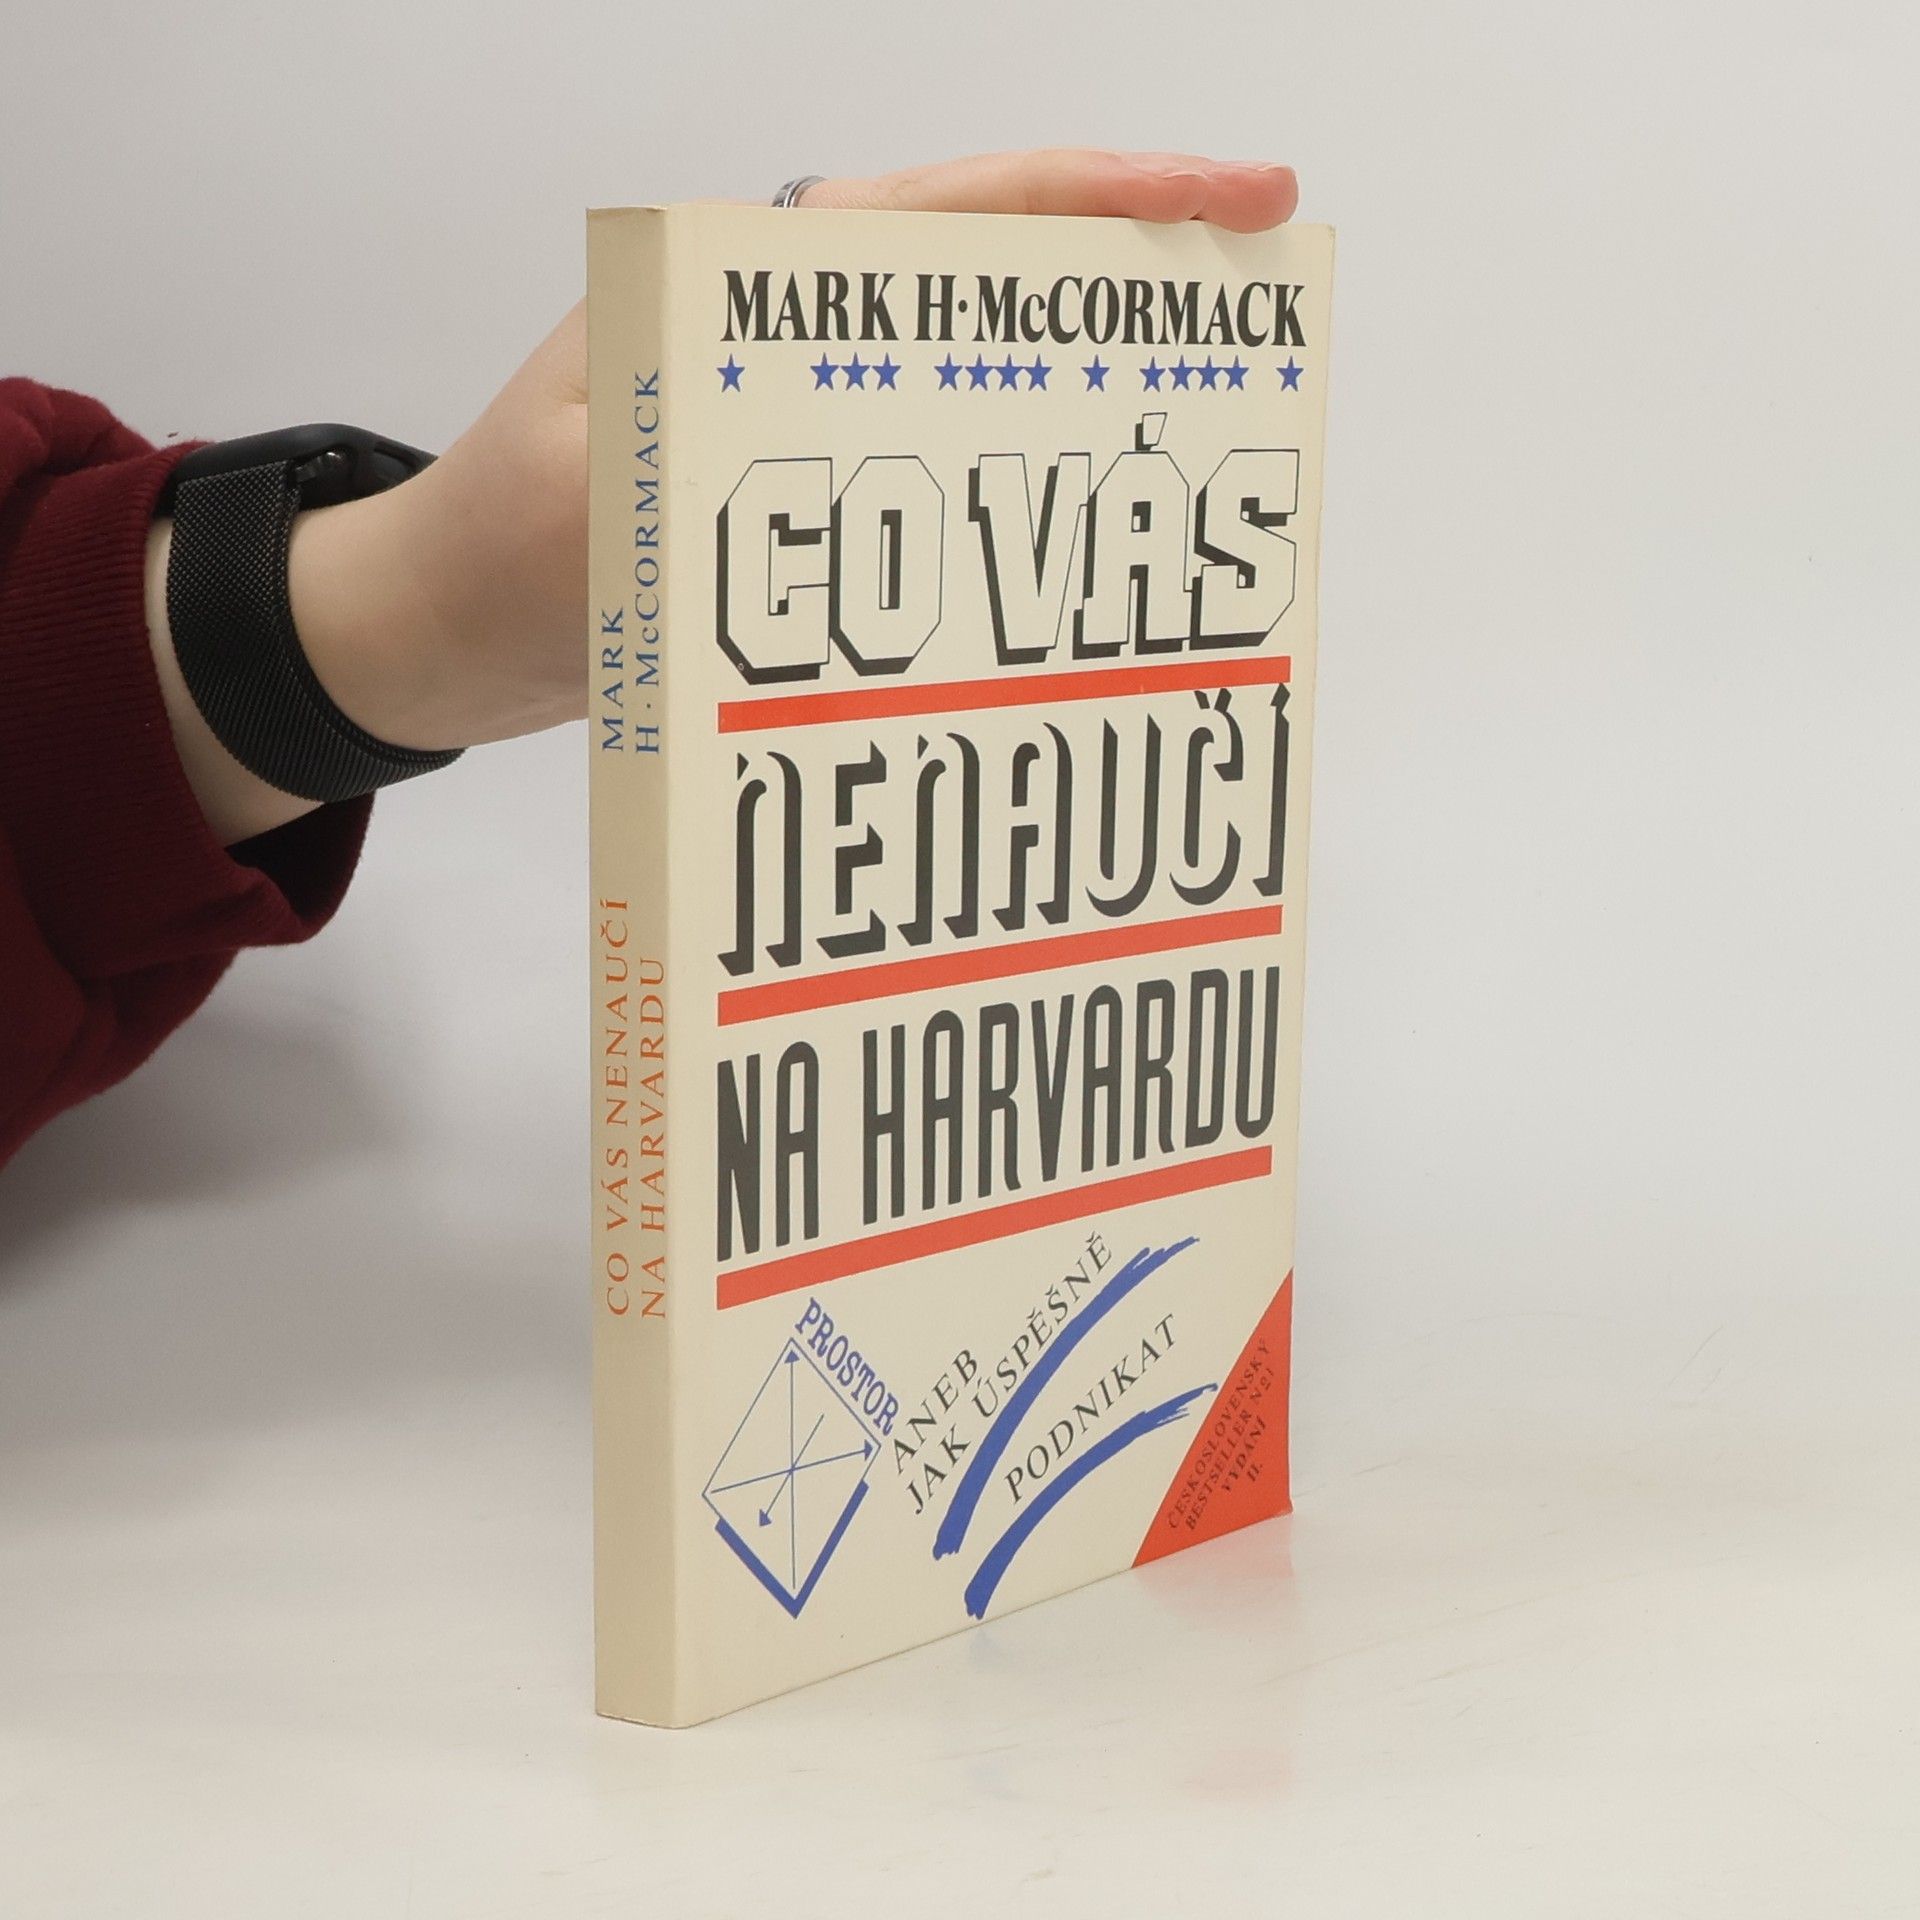 MARK H·McCORMACK
CO VÁS
NENAUČÍ
NA HARVARDU
ANEB
JAK ÚSPĚŠNĚ
PODNIKAT
PROSTOR
ČESKOSLOVENSKÝ
BESTSELLER No1
VYDÁNÍ
II.
MARK
H·McCORMACK
CO VÁS NENAUČÍ
NA HARVARDU